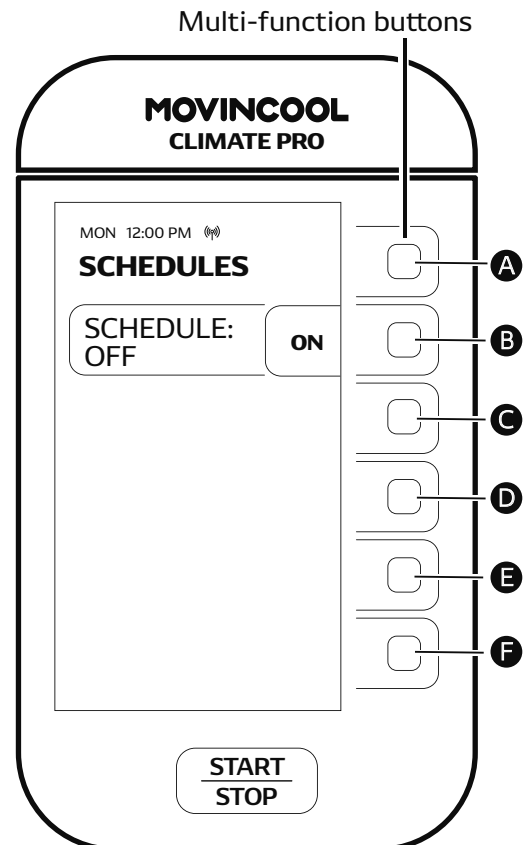 Multi-function buttons
MOVINCOOL
CLIMATE PRO
MON 12:00 PM
SCHEDULES
A
SCHEDULE:
OFF
ON
B
C
D
E
F
START
STOP